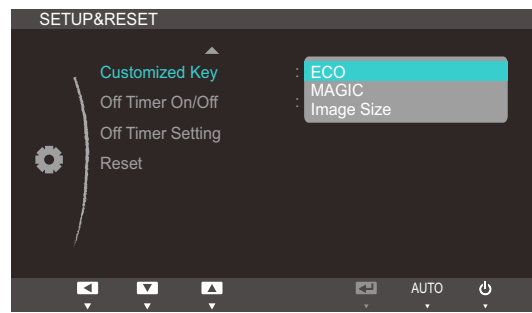 SETUP&RESET
Customized Key : ECO
MAGIC
Off Timer On/Off :
Image Size
Off Timer Setting
Reset
AUTO